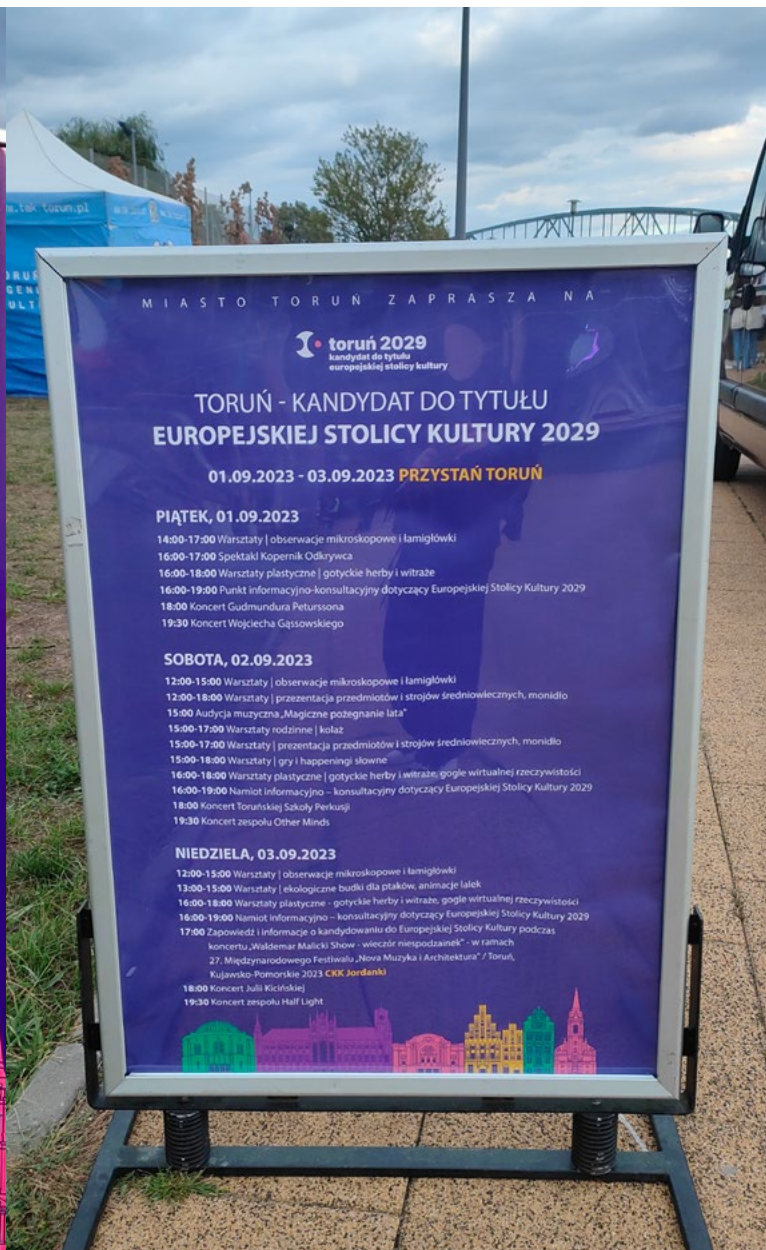 www.tak.torun.pl
MIASTO TORUŃ ZAPRASZA NA
toruń 2029
kandydat do tytułu
europejskiej stolicy kultury
TORUŃ - KANDYDAT DO TYTUŁU
EUROPEJSKIEJ STOLICY KULTURY 2029
01.09.2023 - 03.09.2023 PRZYSTAŃ TORUŃ
PIĄTEK, 01.09.2023
14:00-17:00 Warsztaty | obserwacje mikroskopowe i łamigłówki
16:00-17:00 Spektakl Kopernik Odkrywca
16:00-18:00 Warsztaty plastyczne | gotyckie herby i witraże
16:00-19:00 Punkt informacyjno-konsultacyjny dotyczący Europejskiej Stolicy Kultury 2029
18:00 Koncert Gudmundura Peturssona
19:30 Koncert Wojciecha Gąssowskiego
SOBOTA, 02.09.2023
12:00-15:00 Warsztaty | obserwacje mikroskopowe i łamigłówki
12:00-18:00 Warsztaty | przezentacja przedmiotów i strojów średniowiecznych, monidło
15:00 Audycja muzyczna „Magiczne pożegnanie lata"
15:00-17:00 Warsztaty rodzinne | kolaż
15:00-17:00 Warsztaty | prezentacja przedmiotów i strojów średniowiecznych, monidło
15:00-18:00 Warsztaty | gry i happeningi słowne
16:00-18:00 Warsztaty plastyczne | gotyckie herby i witraże, gogle wirtualnej rzeczywistości
16:00-19:00 Namiot informacyjno – konsultacyjny dotyczący Europejskiej Stolicy Kultury 2029
18:00 Koncert Toruńskiej Szkoły Perkusji
19:30 Koncert zespołu Other Minds
NIEDZIELA, 03.09.2023
12:00-15:00 Warsztaty | obserwacje mikroskopowe i łamigłówki
13:00-15:00 Warsztaty | ekologiczne budki dla ptaków, animacje lalek
16:00-18:00 Warsztaty plastyczne - gotyckie herby i witraże, gogle wirtualnej rzeczywistości
16:00-19:00 Namiot informacyjno – konsultacyjny dotyczący Europejskiej Stolicy Kultury 2029
17:00 Zapowiedź i informacje o kandydowaniu do Europejskiej Stolicy Kultury podczas
koncertu „Waldemar Malicki Show - wieczór niespodzainek" - w ramach
27. Międzynarodowego Festiwalu „Nova Muzyka i Architektura" / Toruń,
Kujawsko-Pomorskie 2023 CKK Jordanki
18:00 Koncert Julii Kicińskiej
19:30 Koncert zespołu Half Light